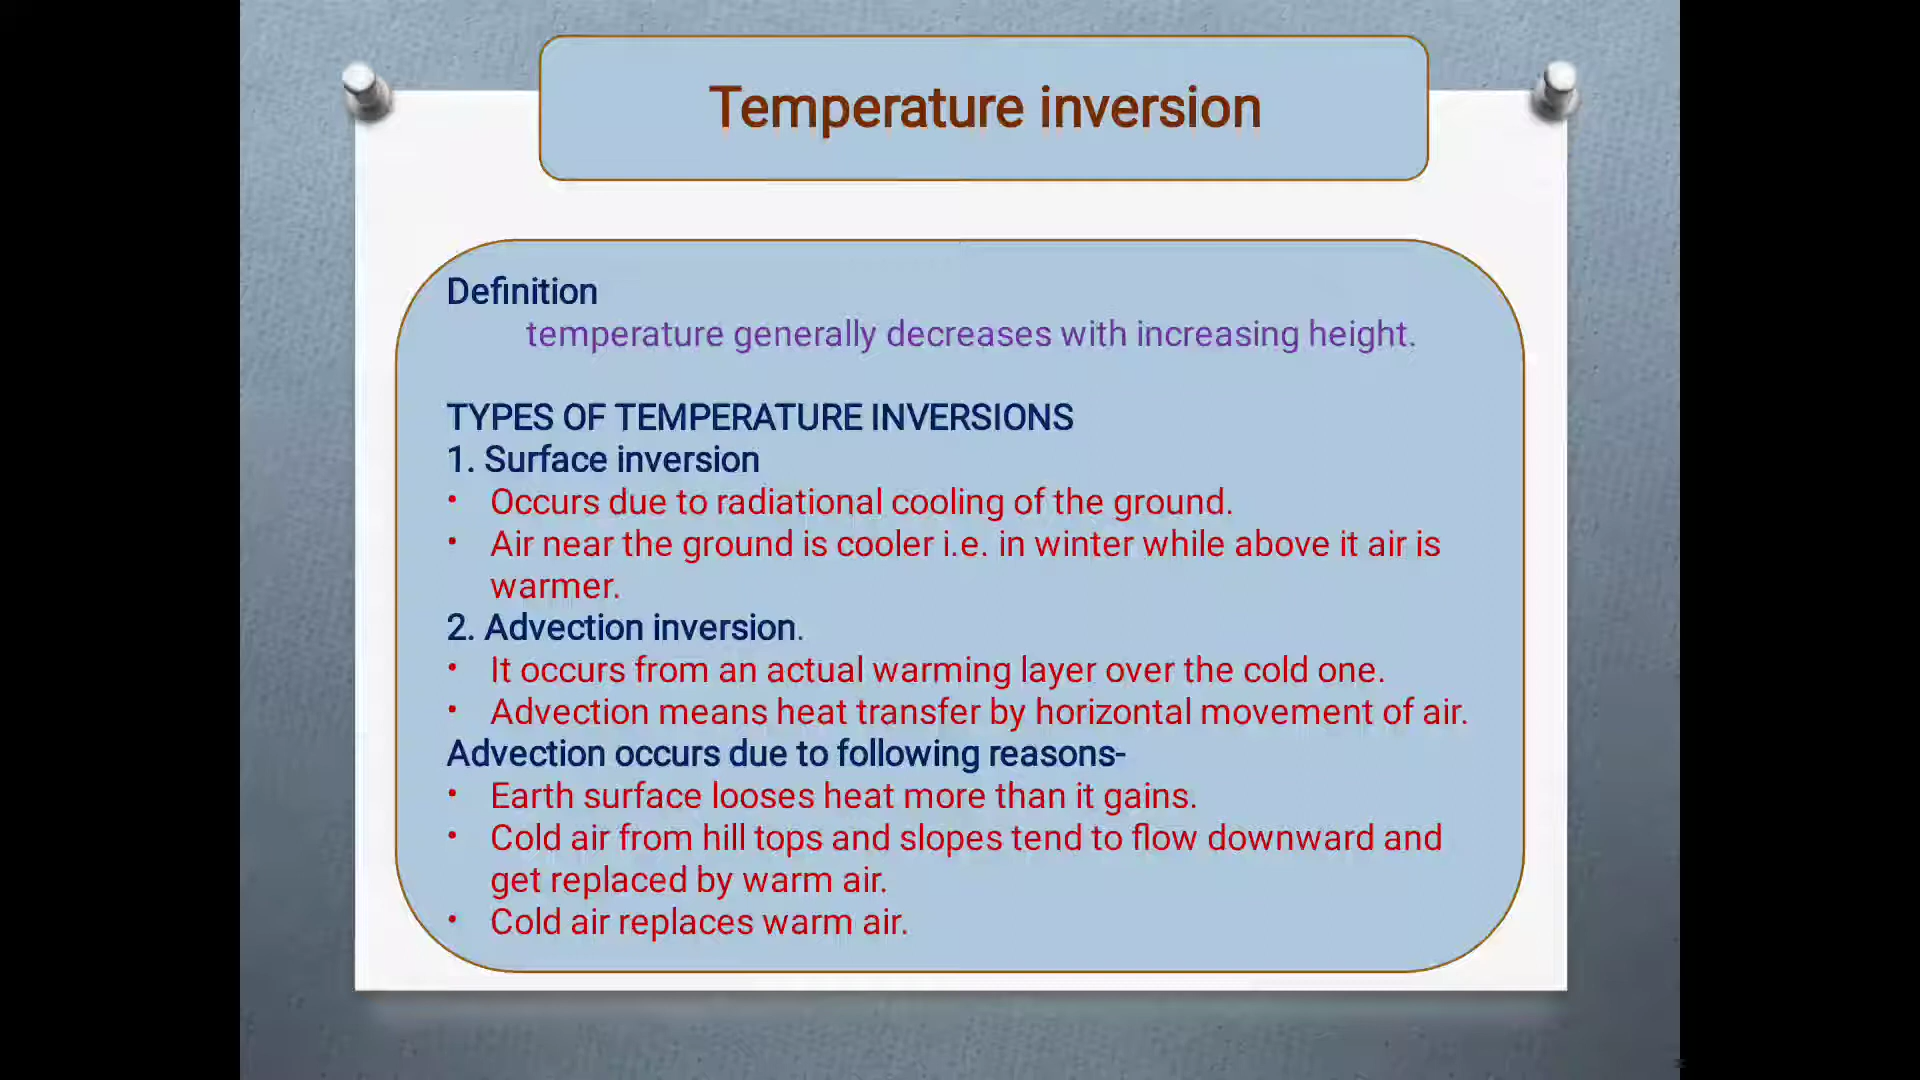 Temperature inversion
Definition
temperature generally decreases with increasing height.
TYPES OF TEMPERATURE INVERSIONS
1. Surface inversion
• Occurs due to radiational cooling of the ground.
• Air near the ground is cooler i.e. in winter while above it air is
warmer.
2. Advection inversion.
• It occurs from an actual warming layer over the cold one.
• Advection means heat transfer by horizontal movement of air.
Advection occurs due to following reasons-
• Earth surface looses heat more than it gains.
• Cold air from hill tops and slopes tend to flow downward and
get replaced by warm air.
• Cold air replaces warm air.